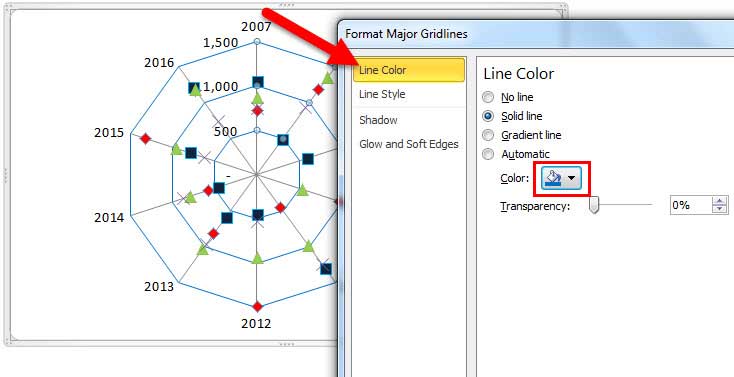 2007
1,500
2016
1,000
2015
500
-
2014
2013
2012
Format Major Gridlines
Line Color
Line Style
Shadow
Glow and Soft Edges
Line Color
No line
Solid line
Gradient line
Automatic
Color:
Transparency:
0%